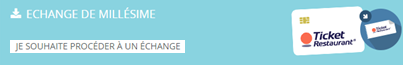 ECHANGE DE MILLÉSIME
JE SOUHAITE PROCÉDER À UN ÉCHANGE
Ticket
Restaurant